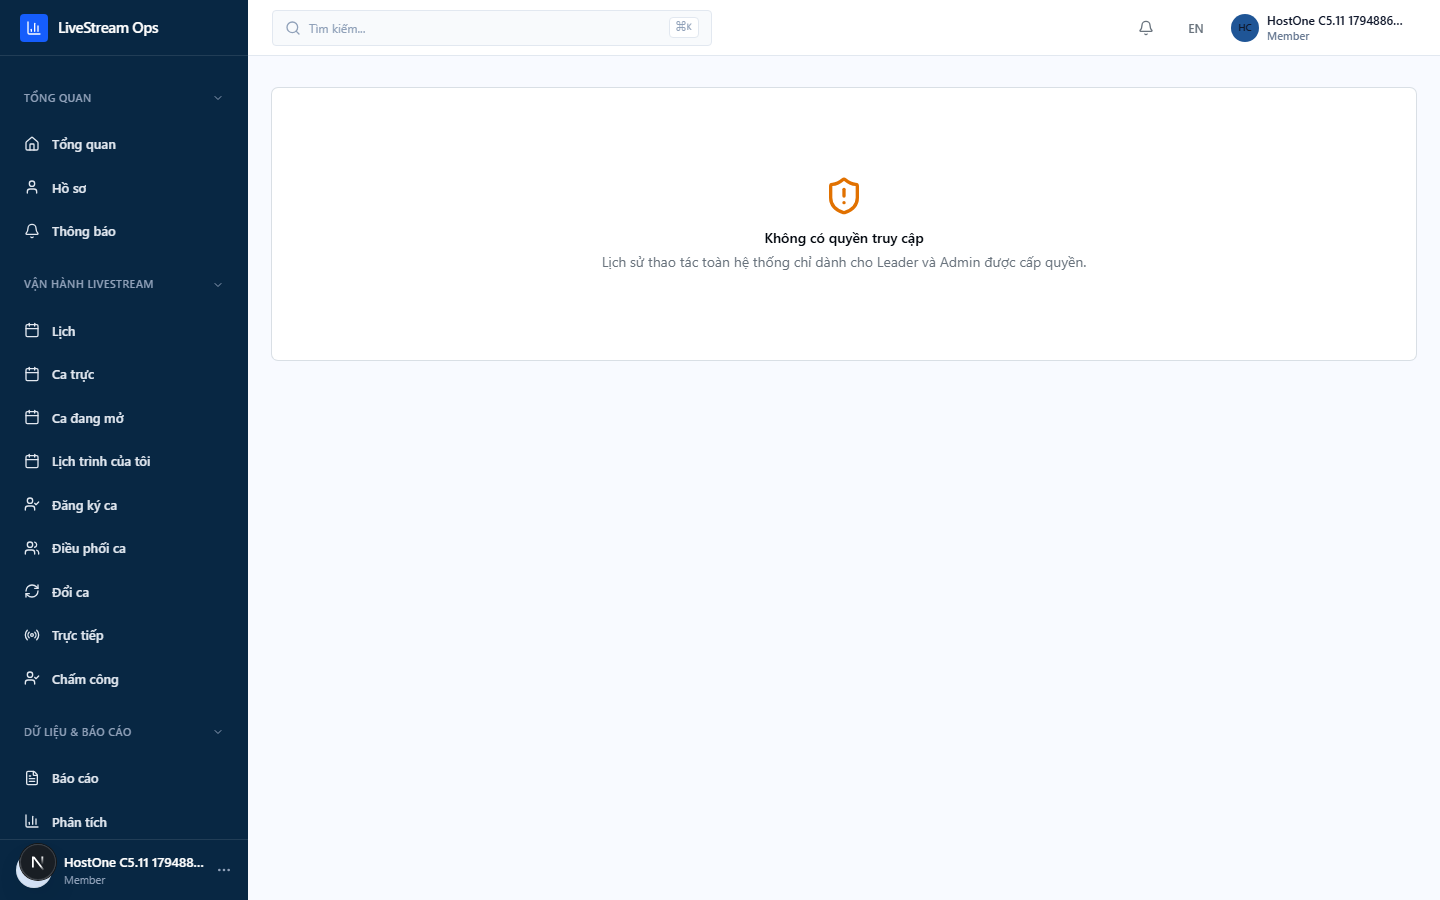 LiveStream Ops
Tìm kiếm...
⌘K
EN
HC
HostOne C5.11 1794886...
Member
TỔNG QUAN
Tổng quan
Hồ sơ
Thông báo
VẬN HÀNH LIVESTREAM
Lịch
Ca trực
Ca đang mở
Lịch trình của tôi
Đăng ký ca
Điều phối ca
Đổi ca
Trực tiếp
Chấm công
DỮ LIỆU & BÁO CÁO
Báo cáo
Phân tích
N
HostOne C5.11 179488...
Member
Không có quyền truy cập
Lịch sử thao tác toàn hệ thống chỉ dành cho Leader và Admin được cấp quyền.